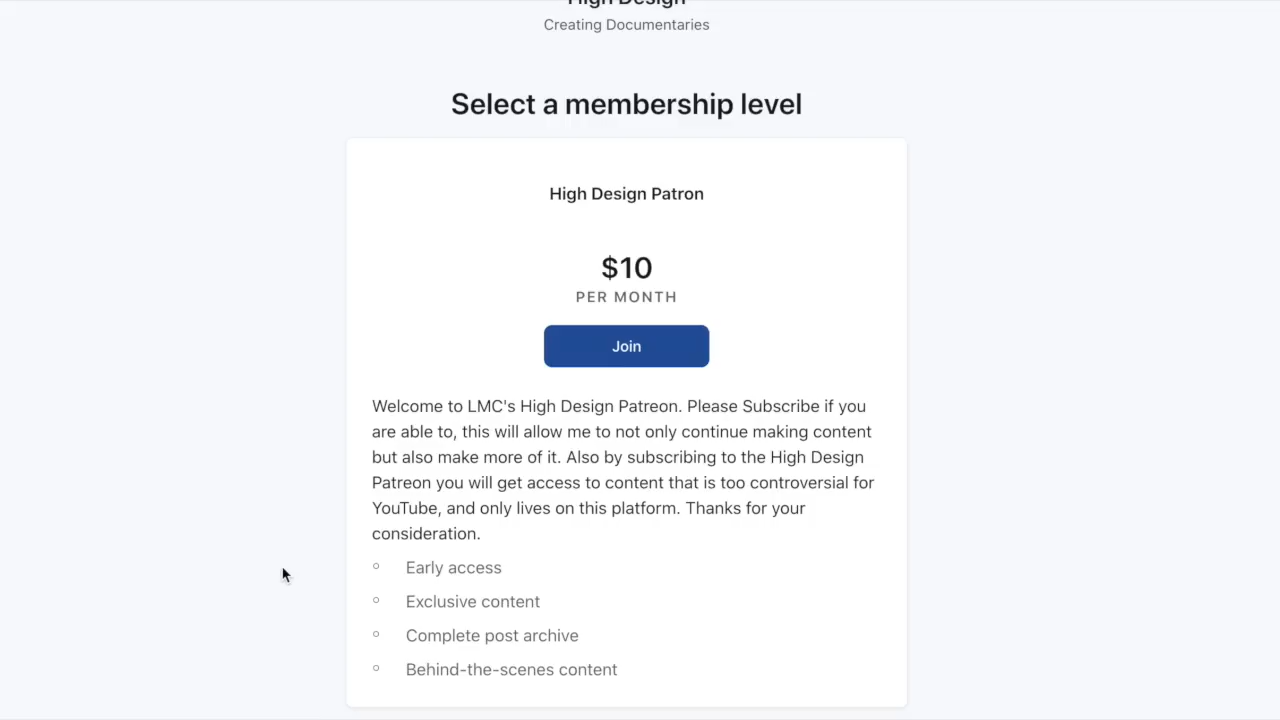 High Design
Creating Documentaries
Select a membership level
High Design Patron
$10
PER MONTH
Join
Welcome to LMC's High Design Patreon. Please Subscribe if you
are able to, this will allow me to not only continue making content
but also make more of it. Also by subscribing to the High Design
Patreon you will get access to content that is too controversial for
YouTube, and only lives on this platform. Thanks for your
consideration.
Early access
Exclusive content
Complete post archive
Behind-the-scenes content